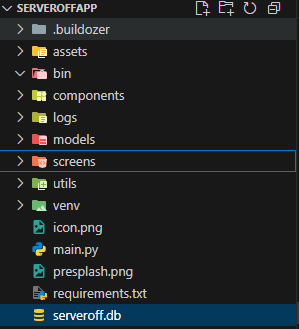 SERVEROFFAPP
.buildozer
assets
bin
components
logs
models
screens
utils
venv
icon.png
main.py
presplash.png
requirements.txt
serveroff.db